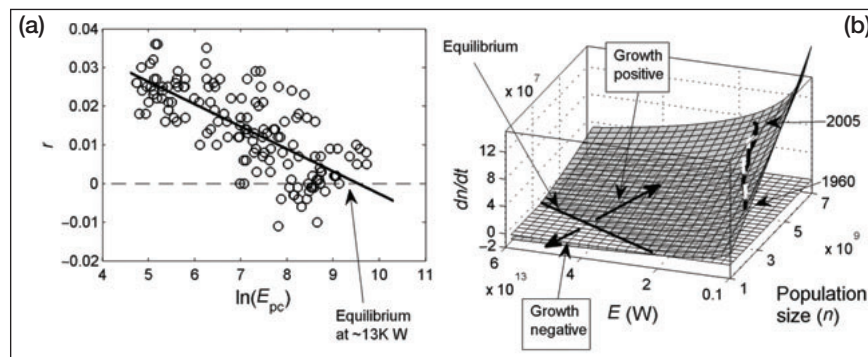 (a)
0.04
0.03
0.02
r
0.01
0
-0.01
-0.02
4 5 6 7 8 9 10 11
ln(E_pc)
Equilibrium
at ~13K W
(b)
Equilibrium
Growth
positive
x 10^7
2005
12
8
dn/dt
4
0
-2
1960
7
5
x 10^9
3
1
6
4
2
0.1
x 10^13
E (W)
Growth
negative
Population
size (n)